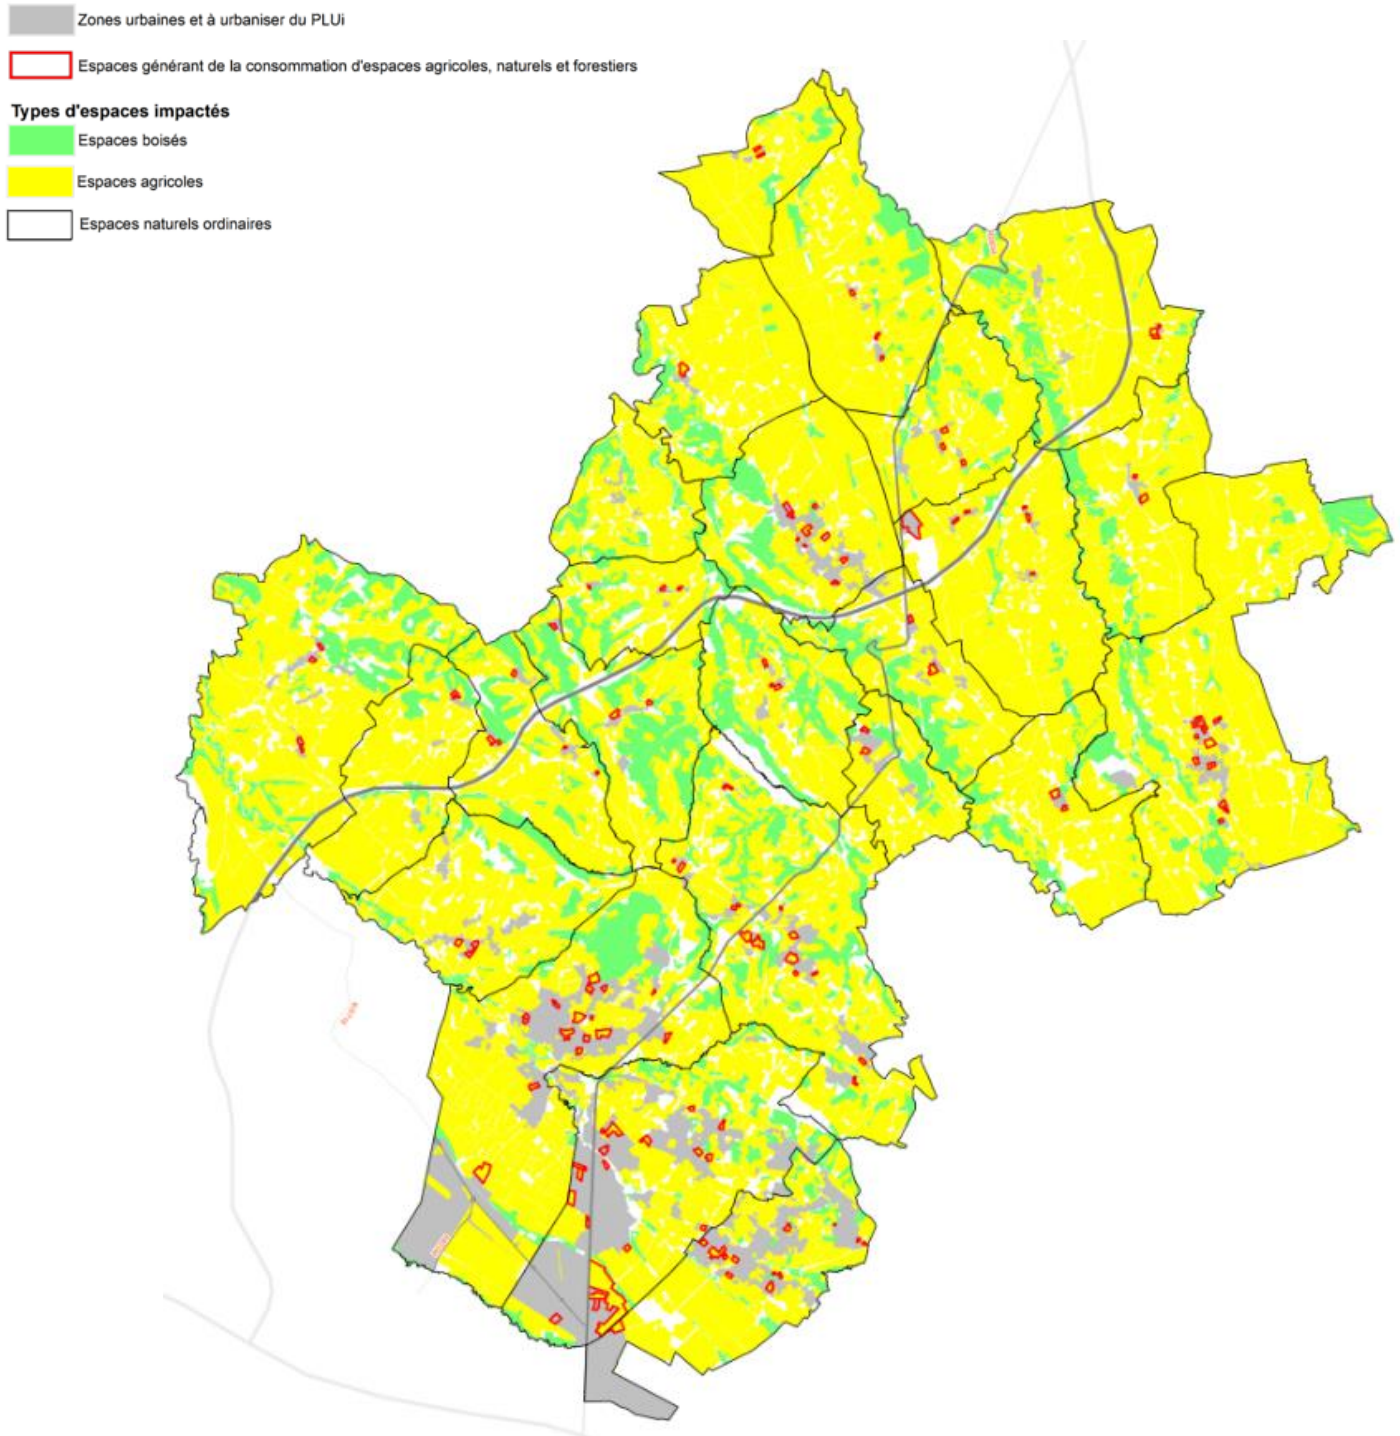 Zones urbaines et à urbaniser du PLUi
Espaces générant de la consommation d'espaces agricoles, naturels et forestiers
Types d'espaces impactés
Espaces boisés
Espaces agricoles
Espaces naturels ordinaires